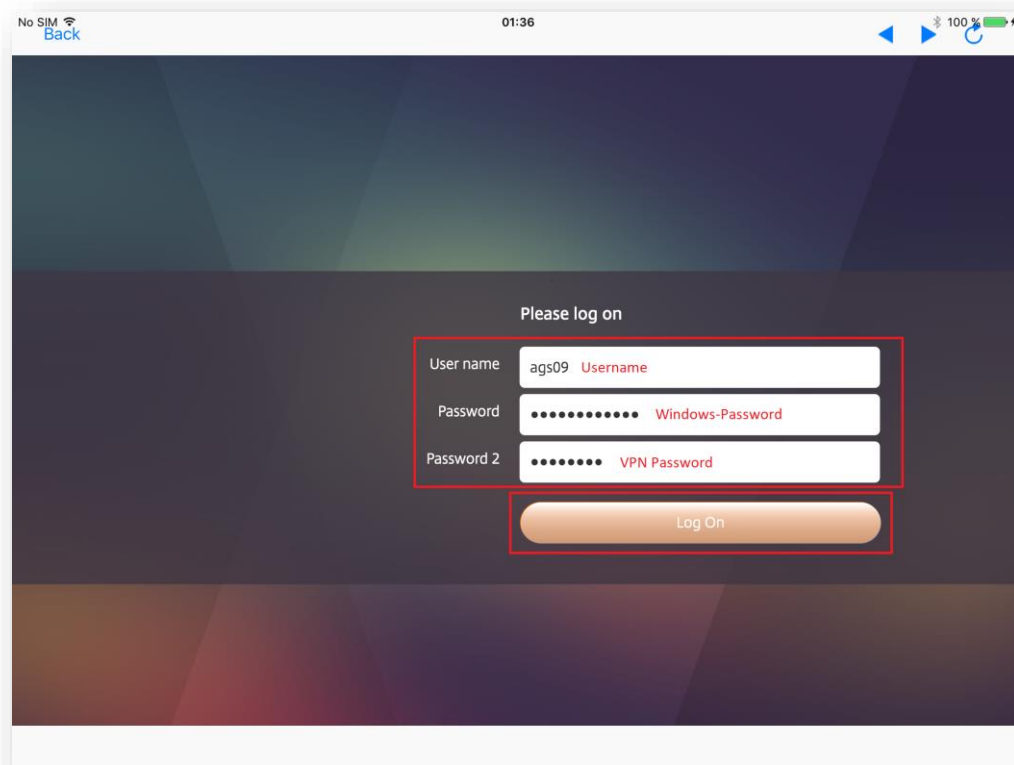 No SIM 01:36 100 %
Back
Please log on
User name ags09 Username
Password ●●●●●●●●●●●● Windows-Password
Password 2 ●●●●●●●● VPN Password
Log On